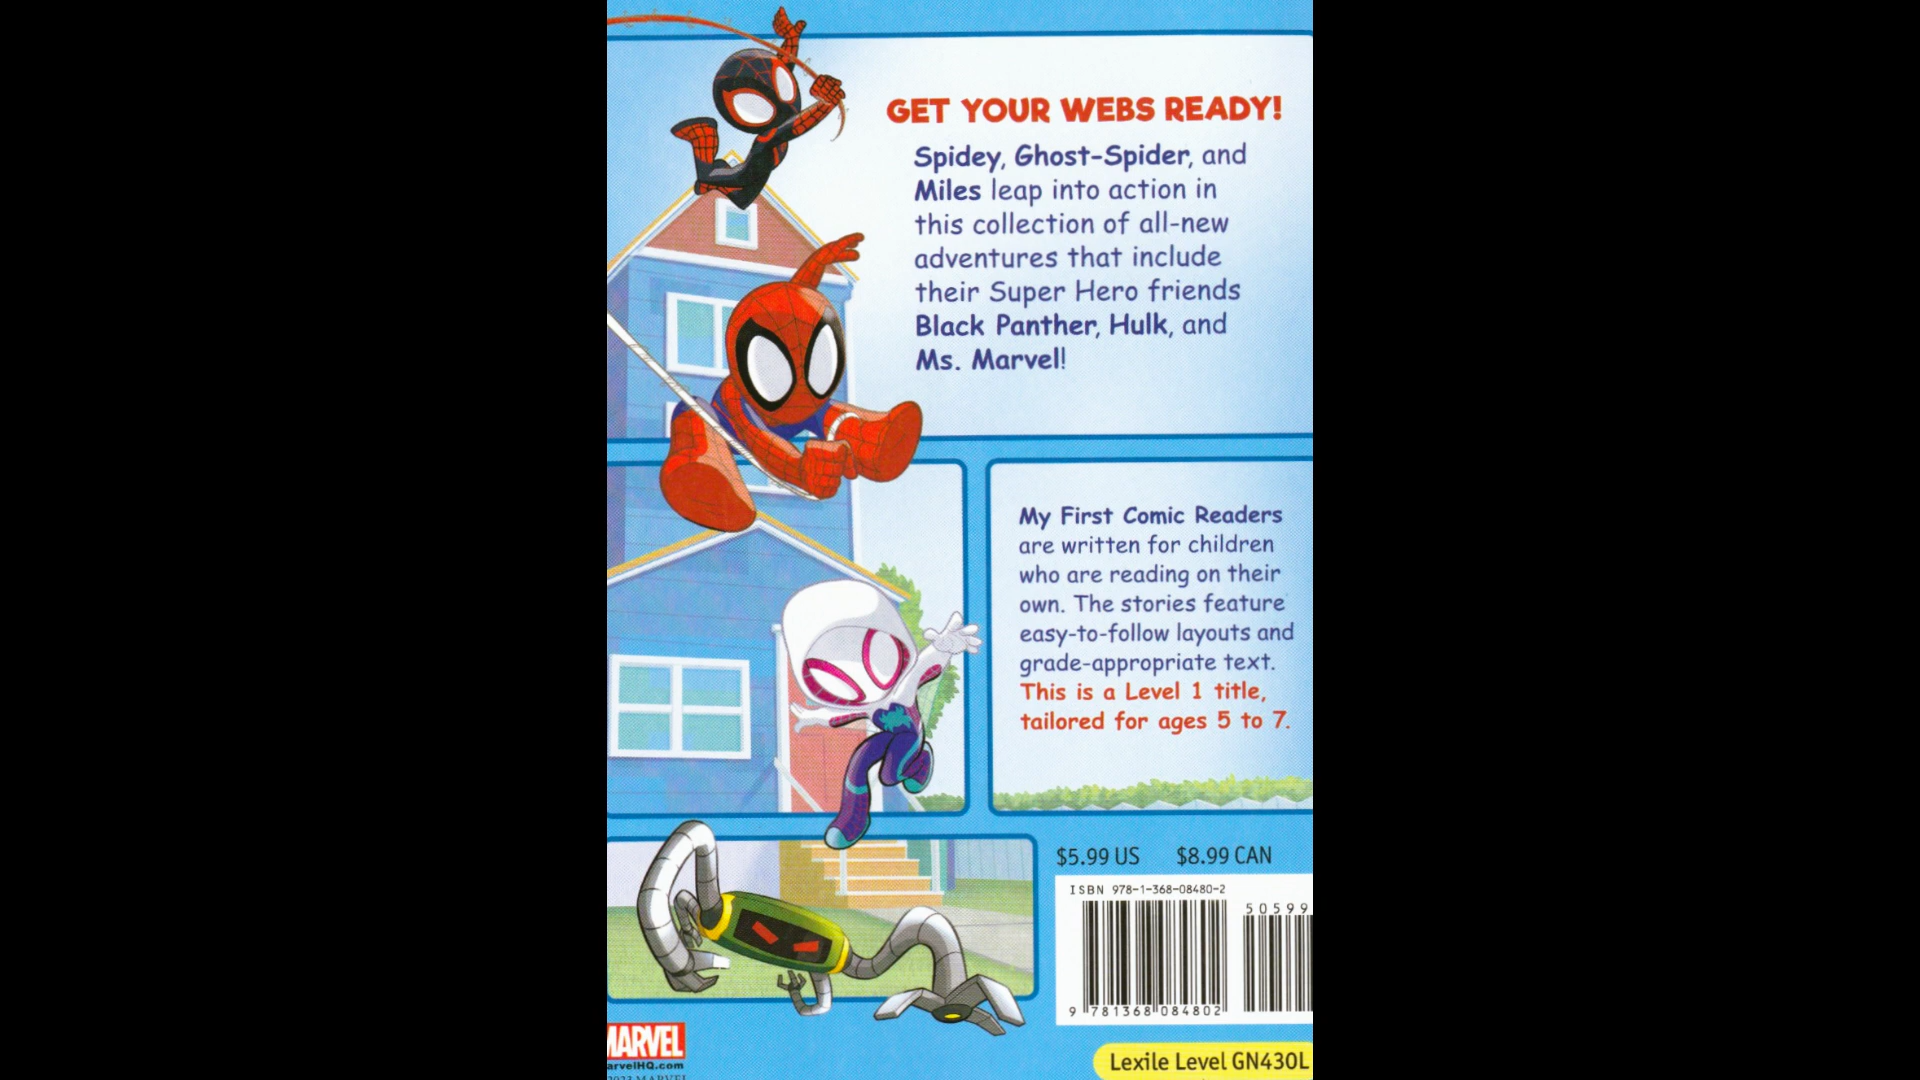 GET YOUR WEBS READY!
Spidey, Ghost-Spider, and
Miles leap into action in
this collection of all-new
adventures that include
their Super Hero friends
Black Panther, Hulk, and
Ms. Marvel!
My First Comic Readers
are written for children
who are reading on their
own. The stories feature
easy-to-follow layouts and
grade-appropriate text.
This is a Level 1 title,
tailored for ages 5 to 7.
$5.99 US $8.99 CAN
ISBN 978-1-368-08480-2
50599
9 781368 084802
MARVEL
arvelHQ.com
2023 MARVEL
Lexile Level GN430L